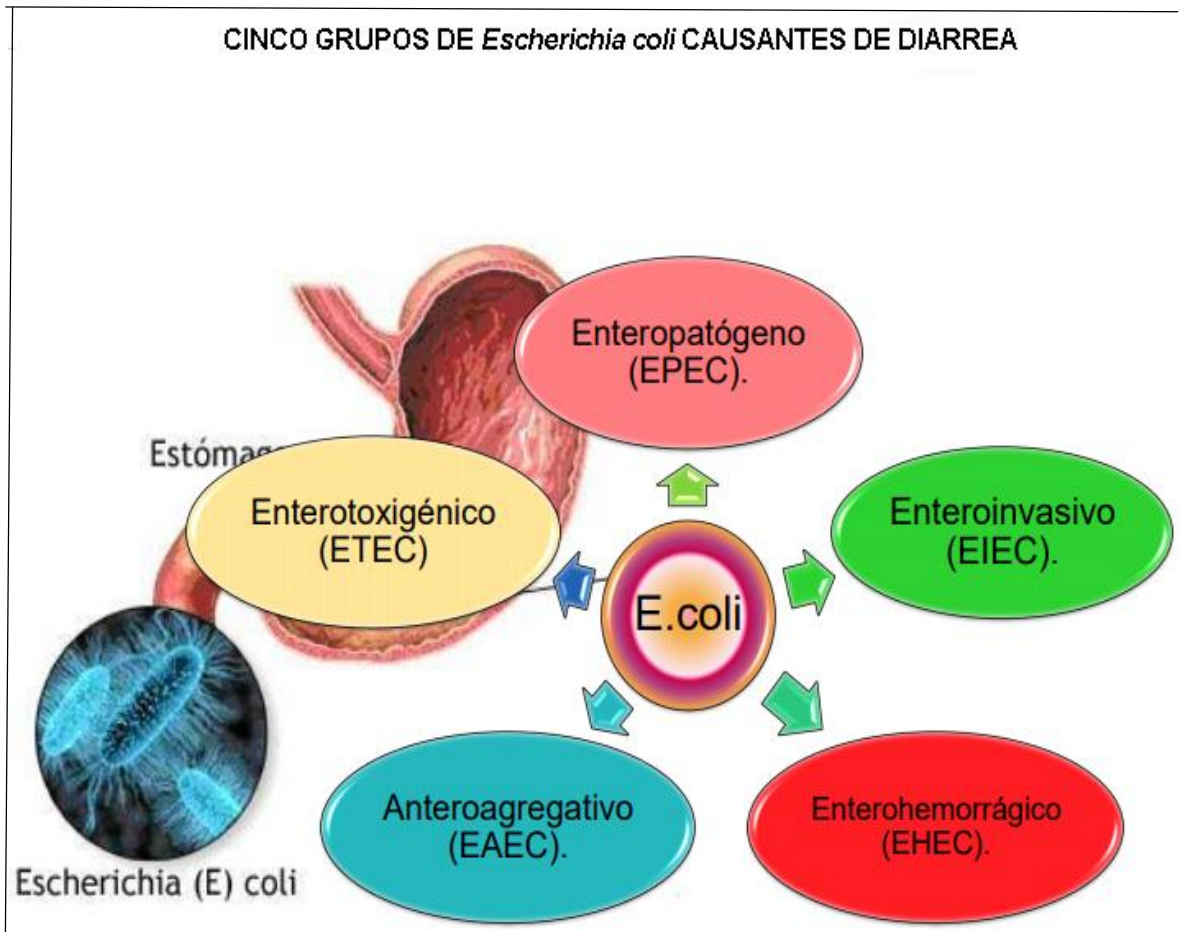 CINCO GRUPOS DE Escherichia coli CAUSANTES DE DIARREA
Enteropatógeno
(EPEC).
Estómag
Enterotoxigénico
(ETEC)
Enteroinvasivo
(EIEC).
E.coli
Anteroagregativo
(EAEC).
Enterohemorrágico
(EHEC).
Escherichia (E) coli